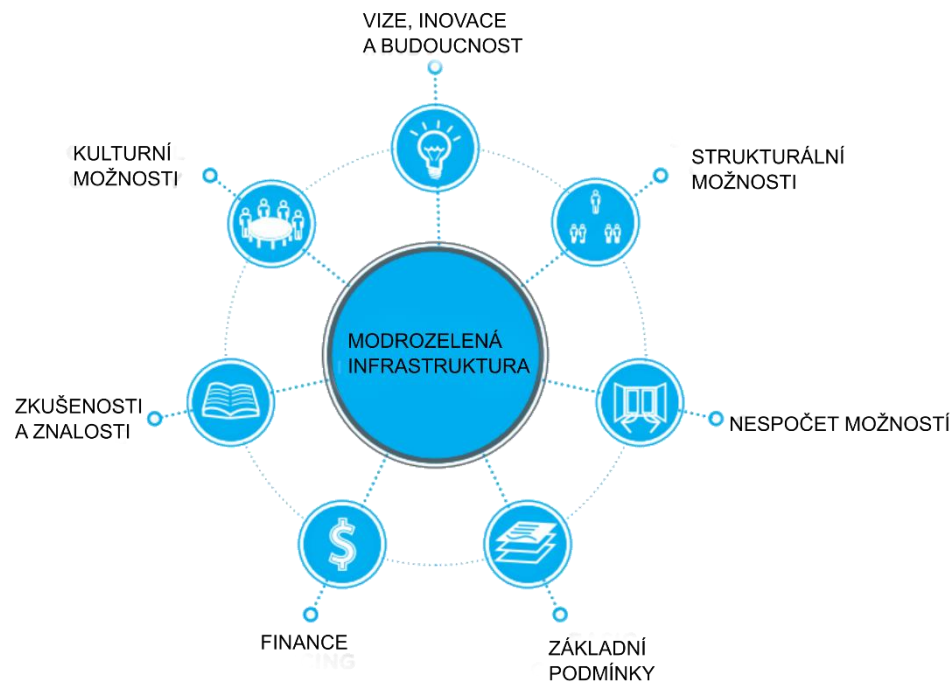 VIZE, INOVACE
A BUDOUCNOST
KULTURNÍ
MOŽNOSTI
STRUKTURÁLNÍ
MOŽNOSTI
MODROZELENÁ
INFRASTRUKTURA
ZKUŠENOSTI
A ZNALOSTI
NESPOČET MOŽNOSTÍ
$
FINANCE
ZÁKLADNÍ
PODMÍNKY